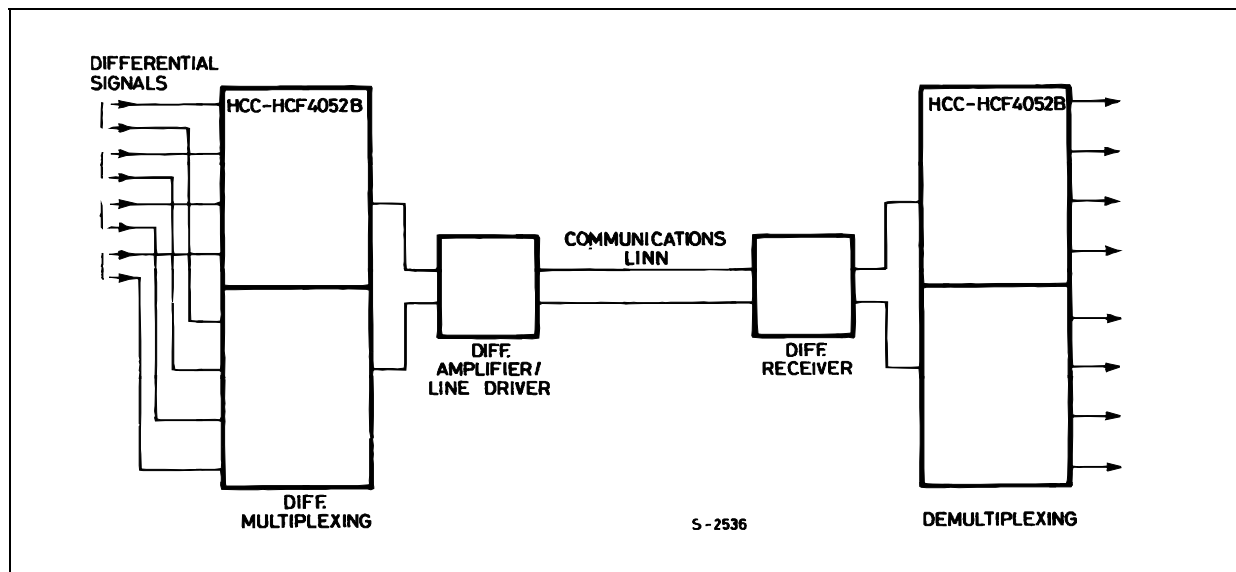 DIFFERENTIAL
SIGNALS
HCC-HCF4052B
HCC-HCF4052B
COMMUNICATIONS
LINN
DIFF.
AMPLIFIER/
LINE DRIVER
DIFF.
RECEIVER
DIFF.
MULTIPLEXING
S-2536
DEMULTIPLEXING